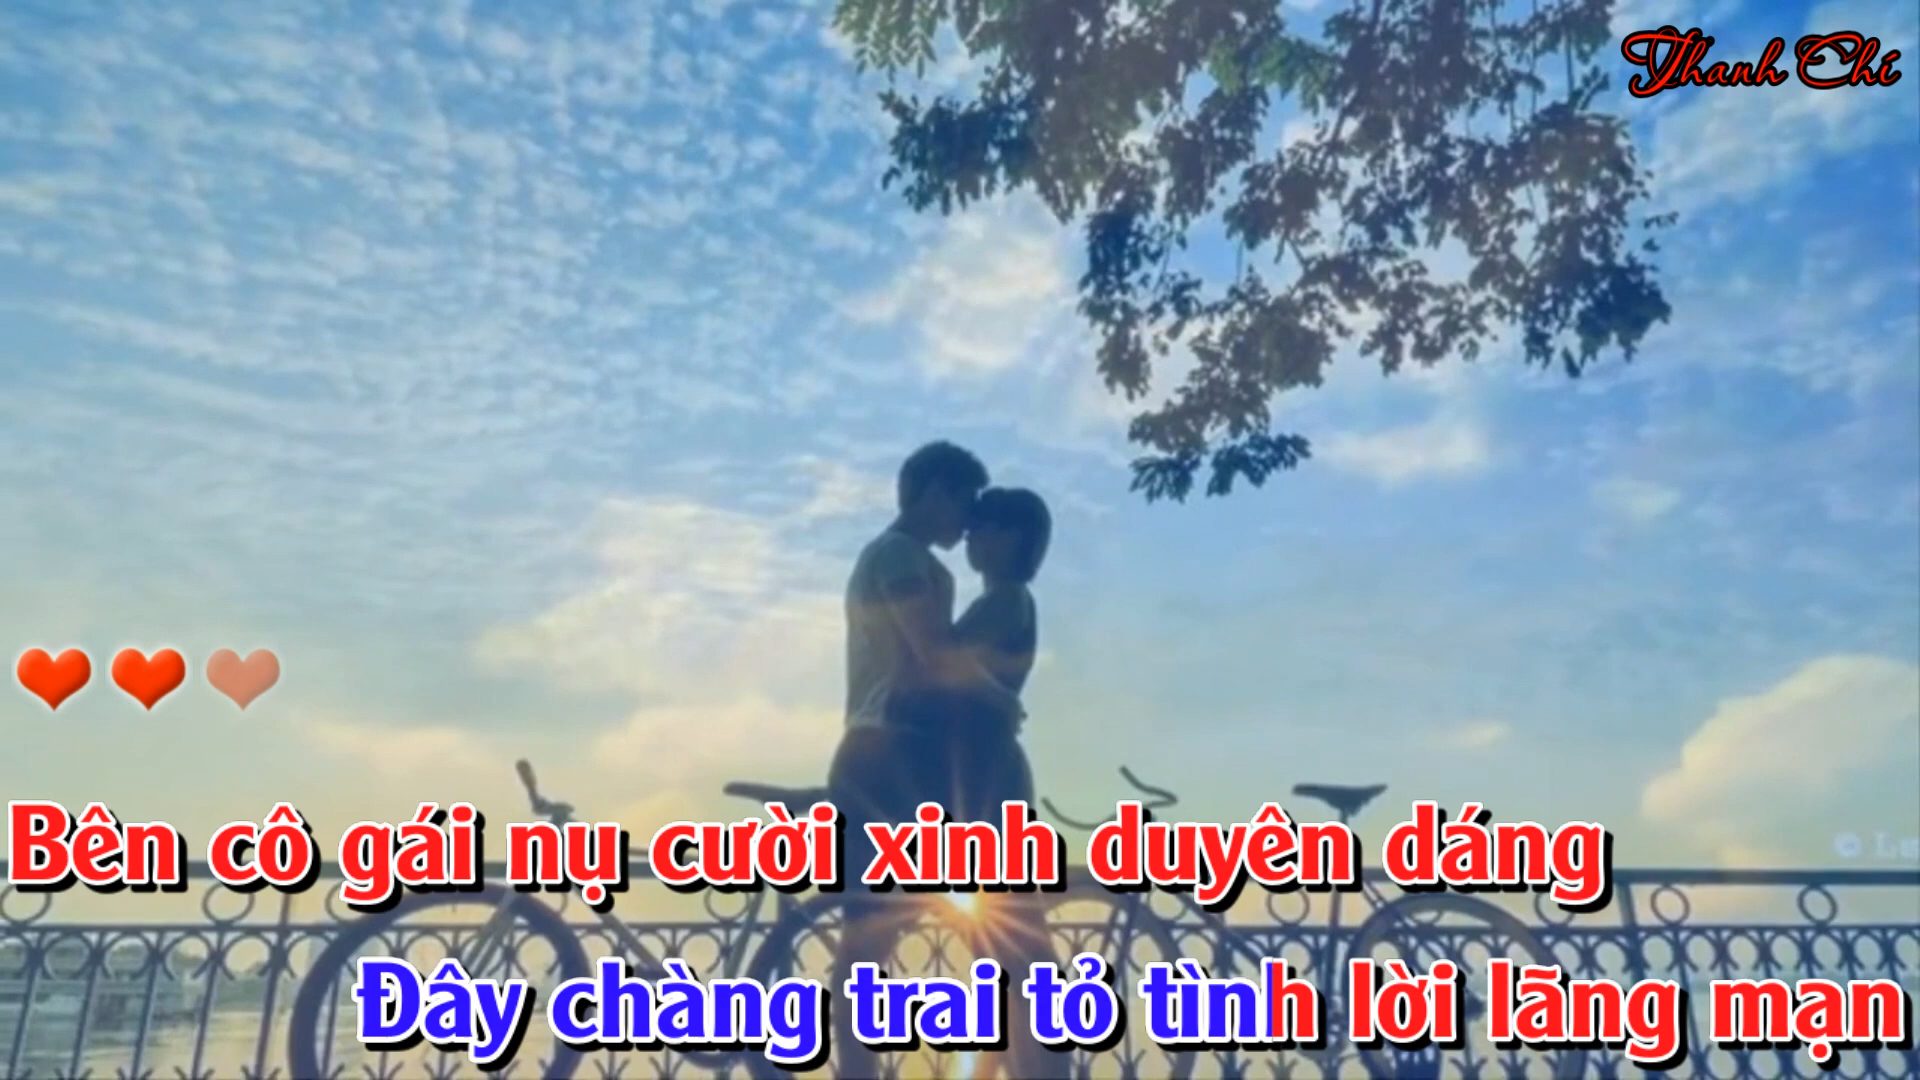 Thanh Chí
Bên cô gái nụ cười xinh duyên dáng
Đây chàng trai tỏ tình lời lãng mạn